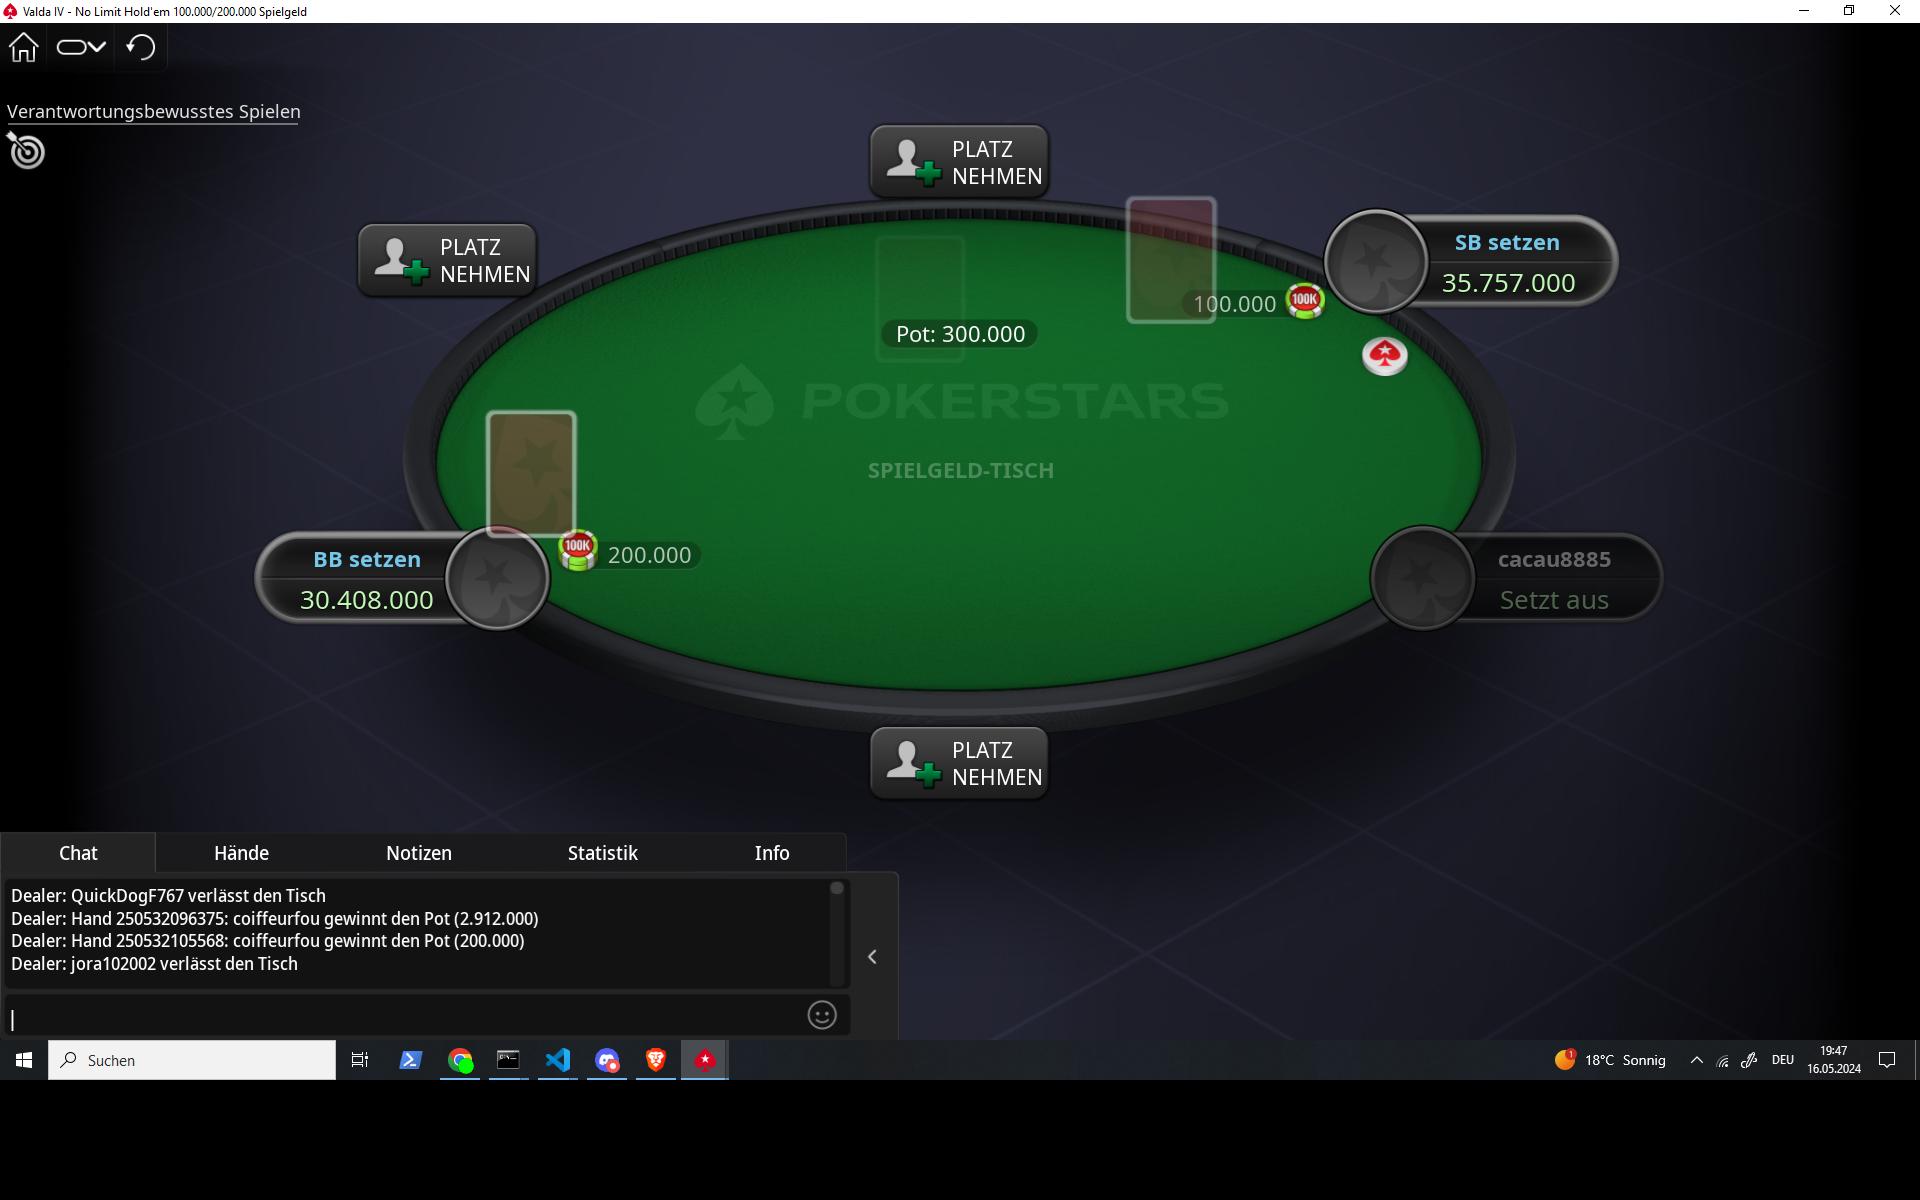 Valda IV - No Limit Hold'em 100.000/200.000 Spielgeld
Verantwortungsbewusstes Spielen
PLATZ
NEHMEN
PLATZ
NEHMEN
SB setzen
35.757.000
100.000
100K
Pot: 300.000
POKERSTARS
SPIELGELD-TISCH
BB setzen
30.408.000
100K
200.000
cacau8885
Setzt aus
PLATZ
NEHMEN
Chat
Hände
Notizen
Statistik
Info
Dealer: QuickDogF767 verlässt den Tisch
Dealer: Hand 250532096375: coiffeurfou gewinnt den Pot (2.912.000)
Dealer: Hand 250532105568: coiffeurfou gewinnt den Pot (200.000)
Dealer: jora102002 verlässt den Tisch
Suchen
1
18°C Sonnig
DEU
19:47
16.05.2024